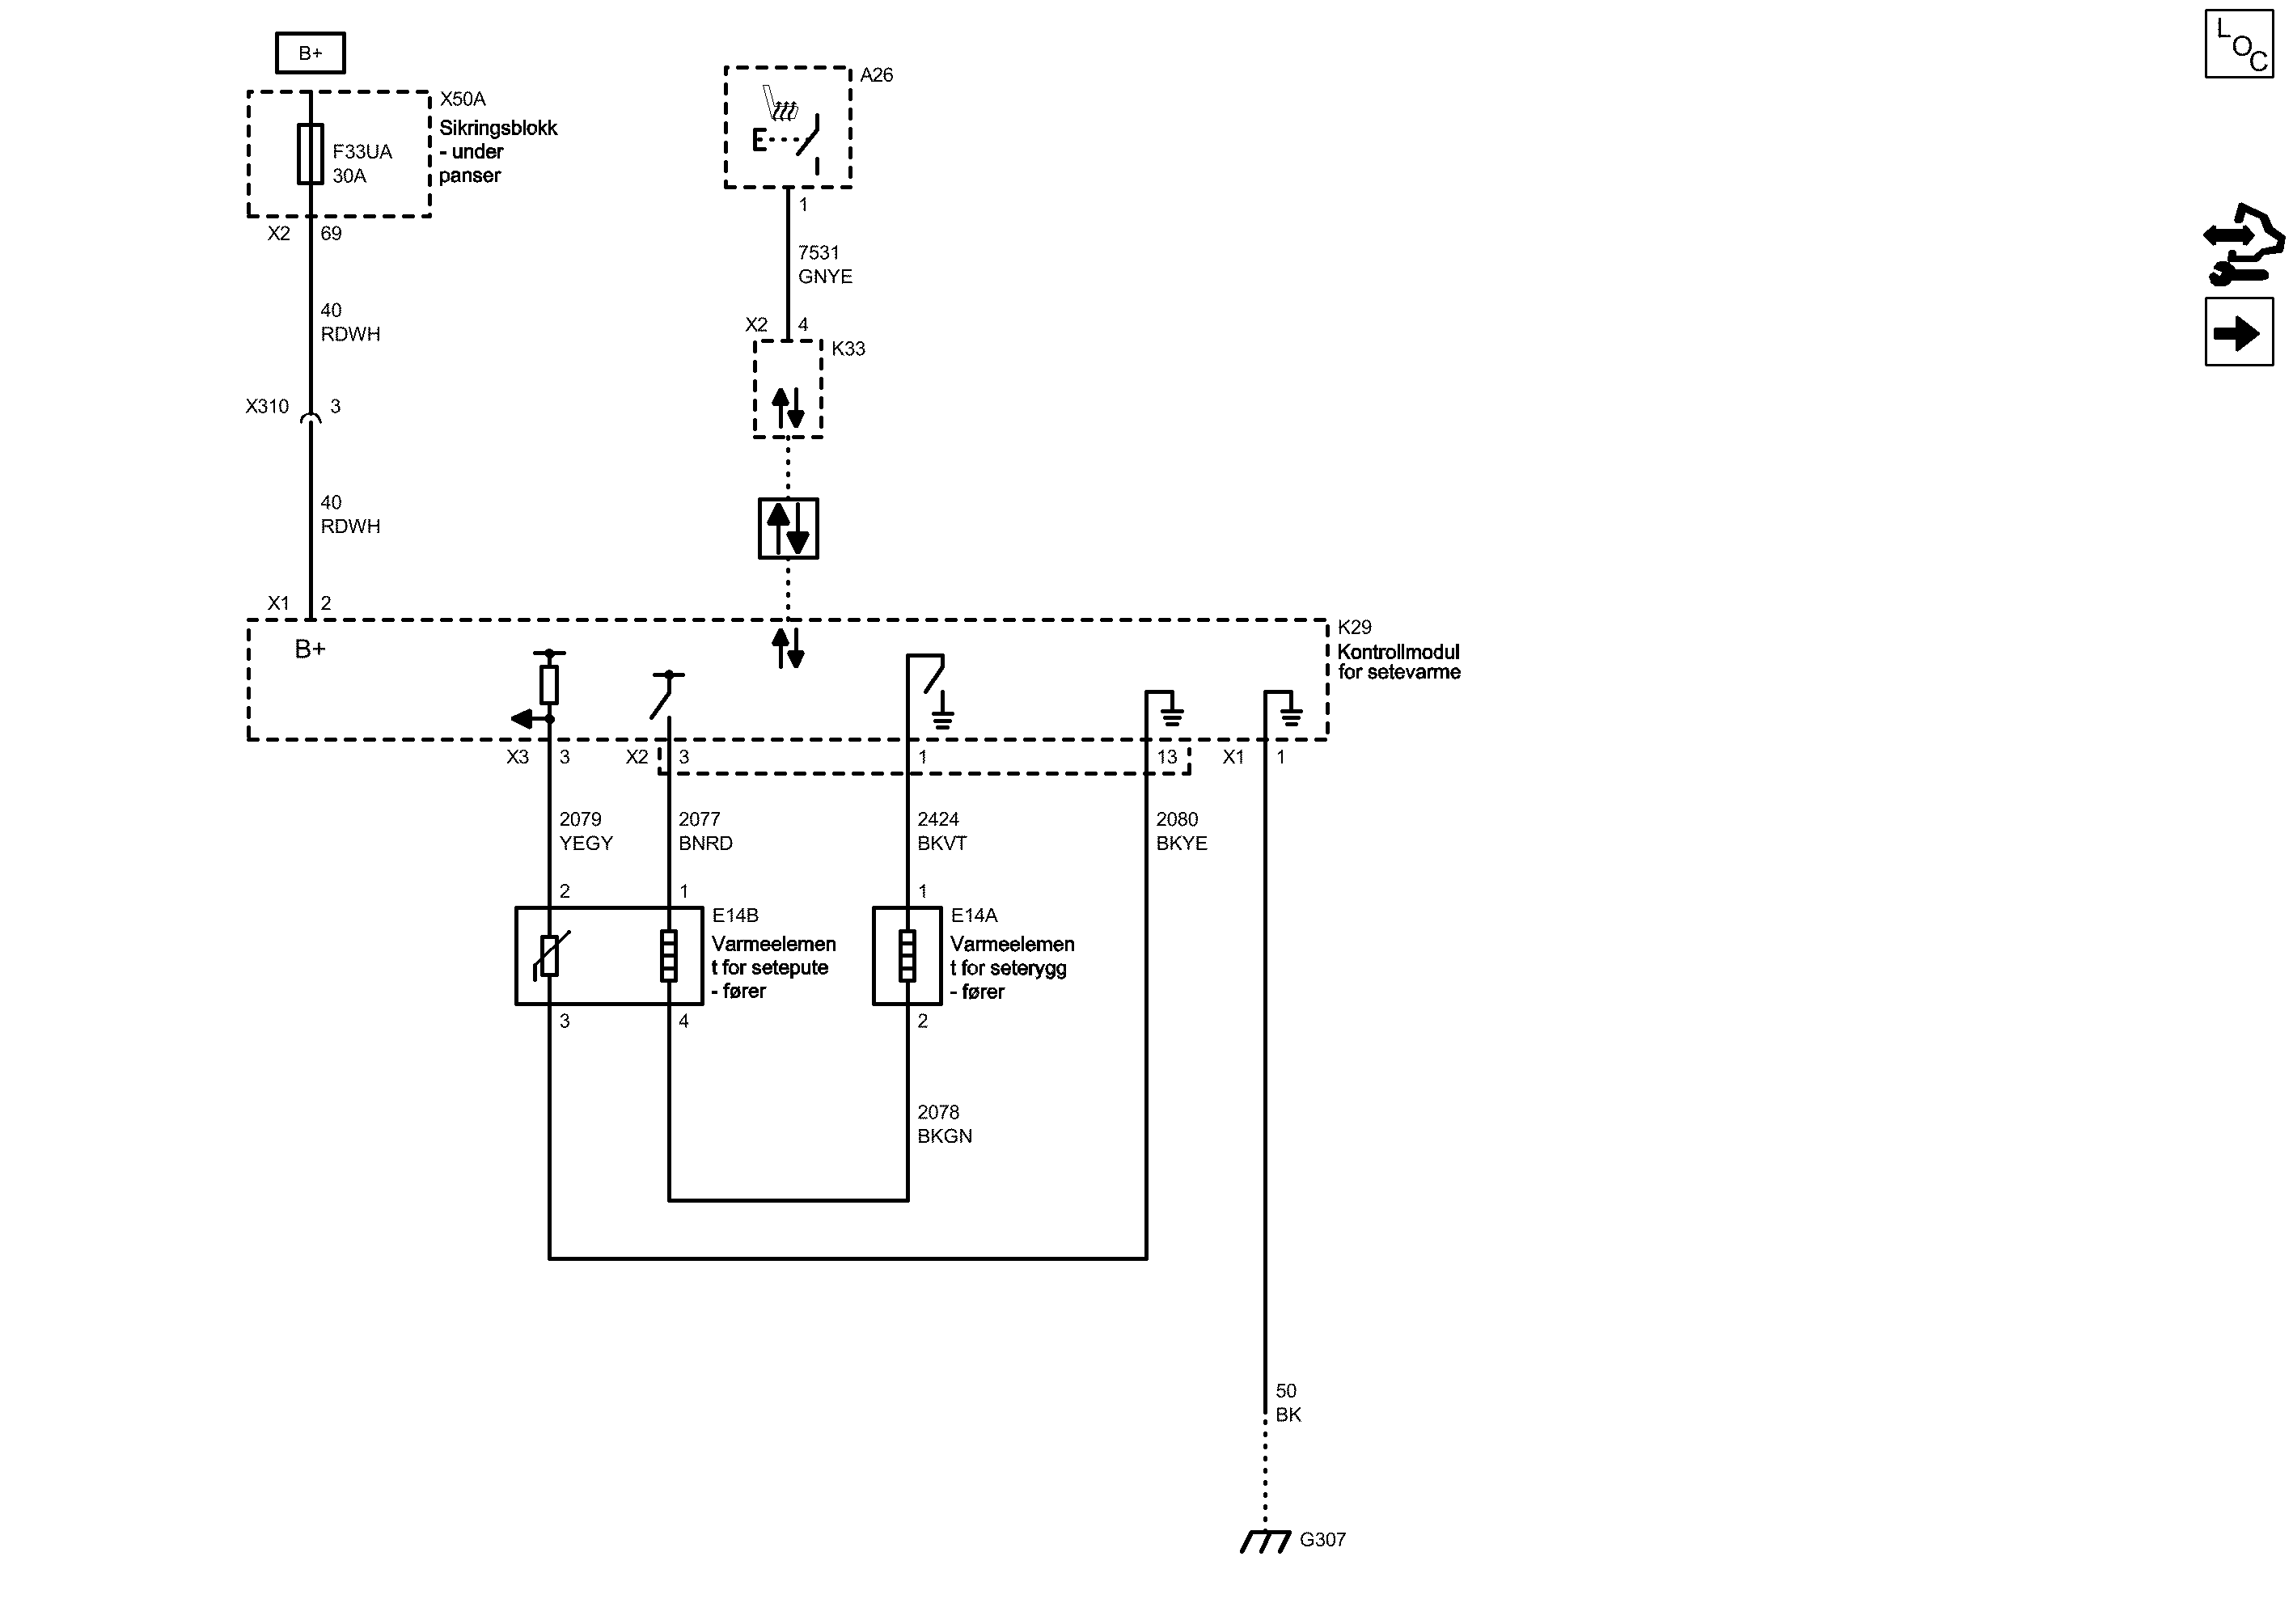 B+
X50A
Sikringsblokk
- under
panser
F33UA
30A
X2 69
40
RDWH
X310 3
40
RDWH
X1 2
A26
1
7531
GNYE
X2 4
K33
B+
K29
Kontrollmodul
for setevarme
X3 3
X2 3
1
13
X1 1
2079
YEGY
2077
BNRD
2424
BKVT
2080
BKYE
2
1
E14B
Varmeelemen
t for setepute
- fører
3
4
1
E14A
Varmeelemen
t for seterygg
- fører
2
2078
BKGN
50
BK
G307
LOC